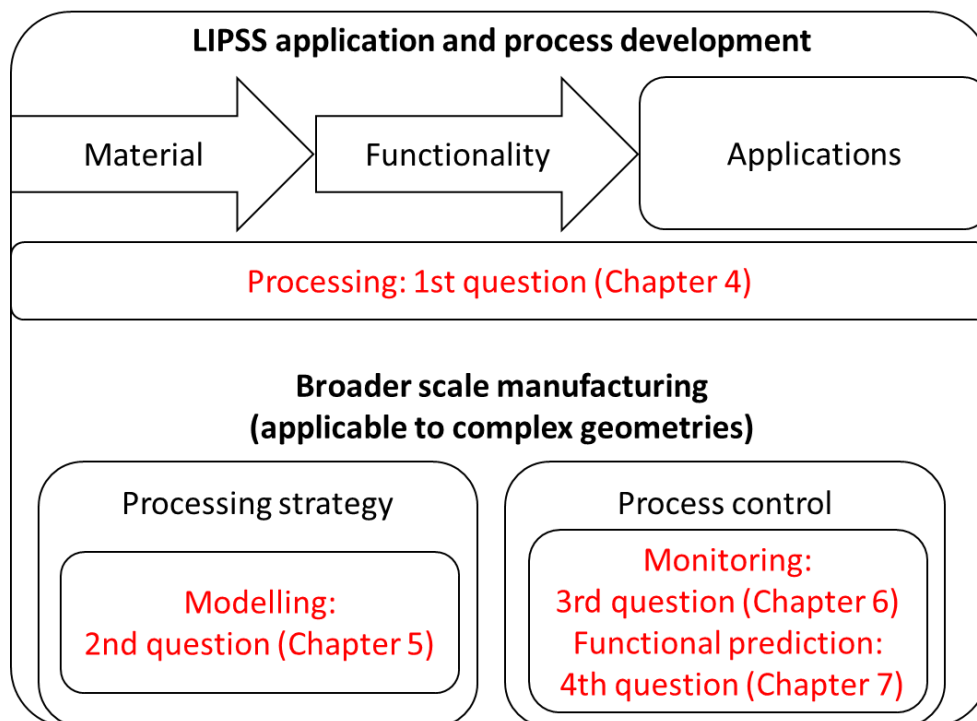 LIPSS application and process development
Material
Functionality
Applications
Processing: 1st question (Chapter 4)
Broader scale manufacturing
(applicable to complex geometries)
Processing strategy
Modelling:
2nd question (Chapter 5)
Process control
Monitoring:
3rd question (Chapter 6)
Functional prediction:
4th question (Chapter 7)